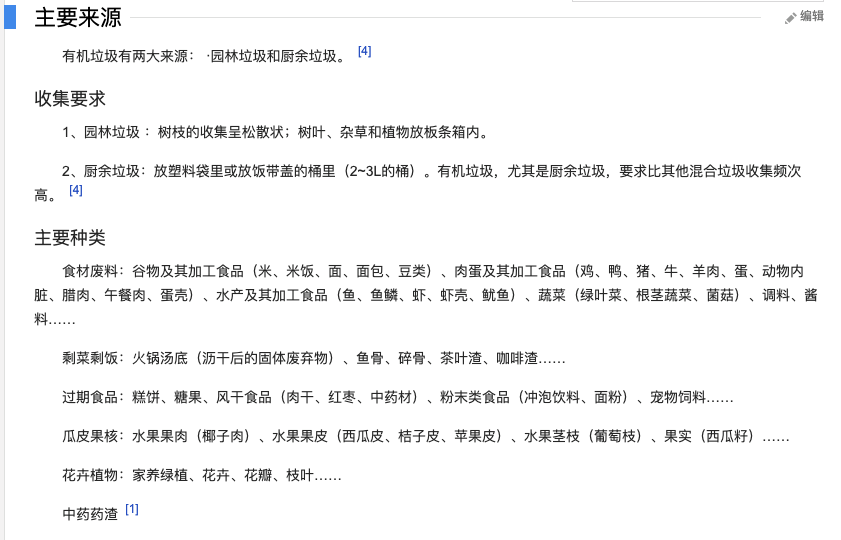 主要来源
编辑
有机垃圾有两大来源： ·园林垃圾和厨余垃圾。 [4]
收集要求
1、园林垃圾 ：树枝的收集呈松散状；树叶、杂草和植物放板条箱内。
2、厨余垃圾：放塑料袋里或放饭带盖的桶里（2~3L的桶）。有机垃圾，尤其是厨余垃圾，要求比其他混合垃圾收集频次
高。 [4]
主要种类
食材废料：谷物及其加工食品（米、米饭、面、面包、豆类）、肉蛋及其加工食品（鸡、鸭、猪、牛、羊肉、蛋、动物内
脏、腊肉、午餐肉、蛋壳）、水产及其加工食品（鱼、鱼鳞、虾、虾壳、鱿鱼）、蔬菜（绿叶菜、根茎蔬菜、菌菇）、调料、酱
料……
剩菜剩饭：火锅汤底（沥干后的固体废弃物）、鱼骨、碎骨、茶叶渣、咖啡渣……
过期食品：糕饼、糖果、风干食品（肉干、红枣、中药材）、粉末类食品（冲泡饮料、面粉）、宠物饲料……
瓜皮果核：水果果肉（椰子肉）、水果果皮（西瓜皮、桔子皮、苹果皮）、水果茎枝（葡萄枝）、果实（西瓜籽）……
花卉植物：家养绿植、花卉、花瓣、枝叶……
中药药渣 [1]